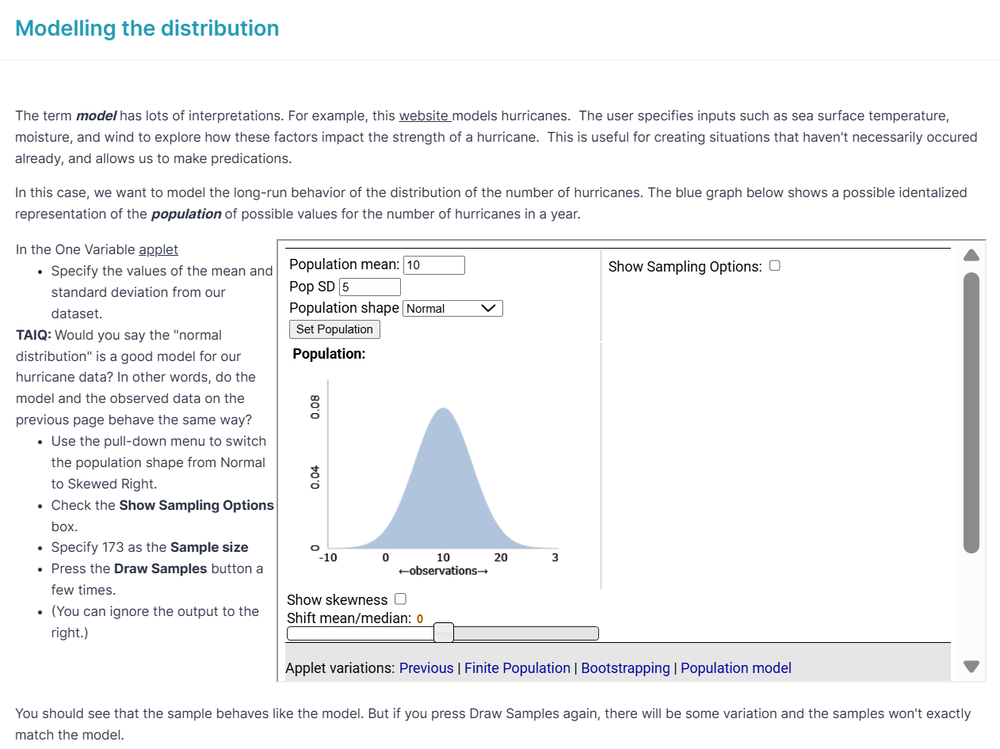 Modelling the distribution
The term model has lots of interpretations. For example, this website models hurricanes.  The user specifies inputs such as sea surface temperature,
moisture, and wind to explore how these factors impact the strength of a hurricane.  This is useful for creating situations that haven't necessarily occured
already, and allows us to make predications.
In this case, we want to model the long-run behavior of the distribution of the number of hurricanes. The blue graph below shows a possible identalized
representation of the population of possible values for the number of hurricanes in a year.
In the One Variable applet
• Specify the values of the mean and
standard deviation from our
dataset.
TAIQ: Would you say the "normal
distribution" is a good model for our
hurricane data? In other words, do the
model and the observed data on the
previous page behave the same way?
• Use the pull-down menu to switch
the population shape from Normal
to Skewed Right.
• Check the Show Sampling Options
box.
• Specify 173 as the Sample size
• Press the Draw Samples button a
few times.
• (You can ignore the output to the
right.)
Population mean: 10
Pop SD 5
Population shape Normal
Set Population
Population:
0.08
0.04
0
-10 0 10 20 3
←observations→
Show skewness
Shift mean/median: 0
Show Sampling Options:
Applet variations: Previous | Finite Population | Bootstrapping | Population model
You should see that the sample behaves like the model. But if you press Draw Samples again, there will be some variation and the samples won't exactly
match the model.